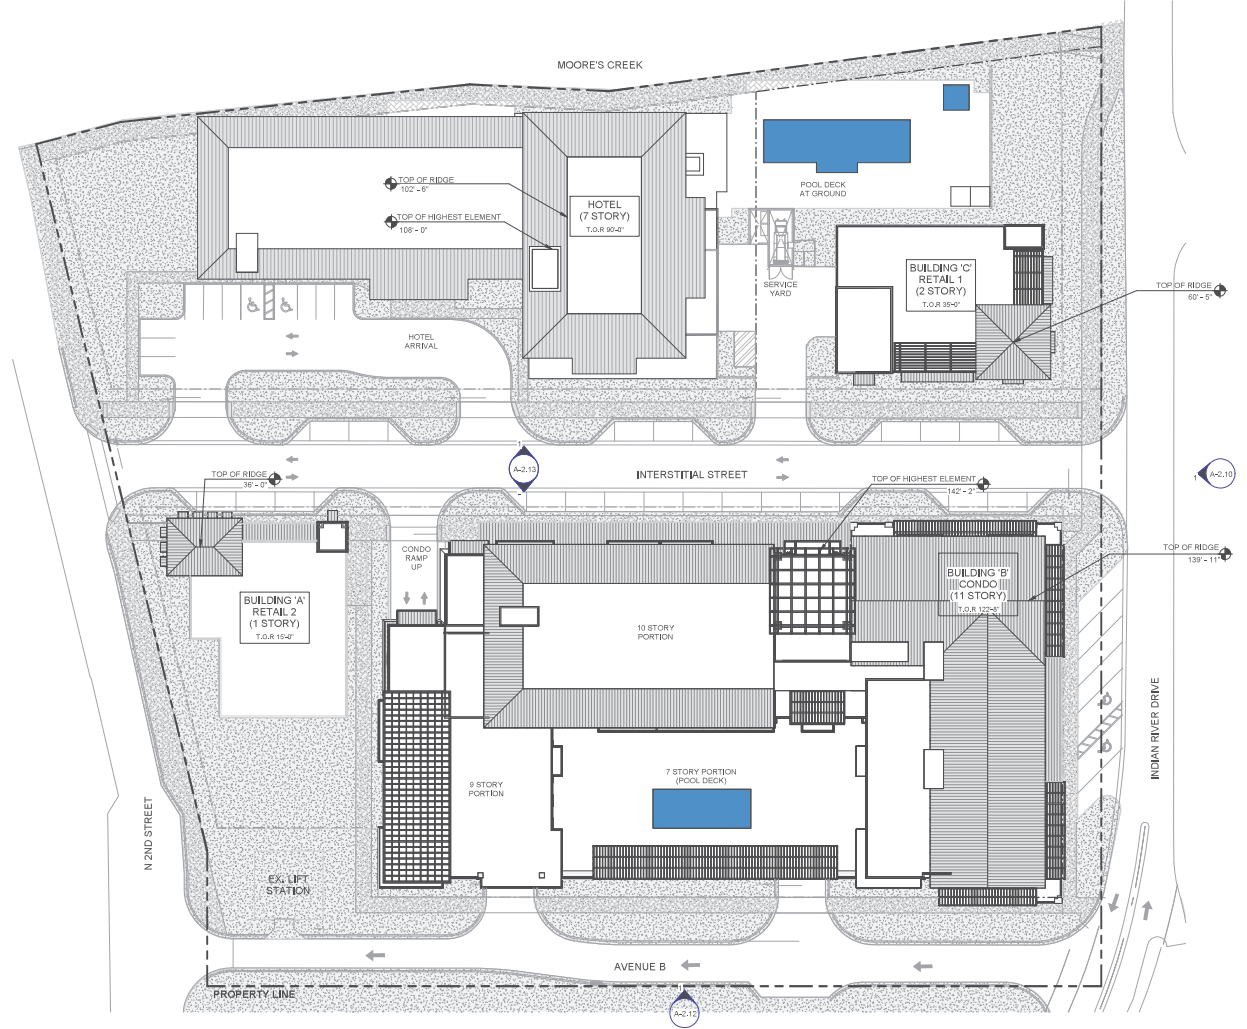 MOORE'S CREEK
TOP OF RIDGE
102' - 6"
TOP OF HIGHEST ELEMENT
108' - 0"
HOTEL
(7 STORY)
T.O.R 90'-0"
POOL DECK
AT GROUND
SERVICE
YARD
BUILDING 'C'
RETAIL 1
(2 STORY)
T.O.R 35'-0"
TOP OF RIDGE
60' - 5"
HOTEL
ARRIVAL
1
A-2.13
INTERSTITIAL STREET
1
A-2.10
TOP OF RIDGE
36' - 0"
TOP OF HIGHEST ELEMENT
142' - 2"
TOP OF RIDGE
139' - 11"
CONDO
RAMP
UP
BUILDING 'A'
RETAIL 2
(1 STORY)
T.O.R 15'-0"
10 STORY
PORTION
BUILDING 'B'
CONDO
(11 STORY)
T.O.R 122'-8"
9 STORY
PORTION
7 STORY PORTION
(POOL DECK)
INDIAN RIVER DRIVE
N 2ND STREET
EX. LIFT
STATION
AVENUE B
PROPERTY LINE
1
A-2.12